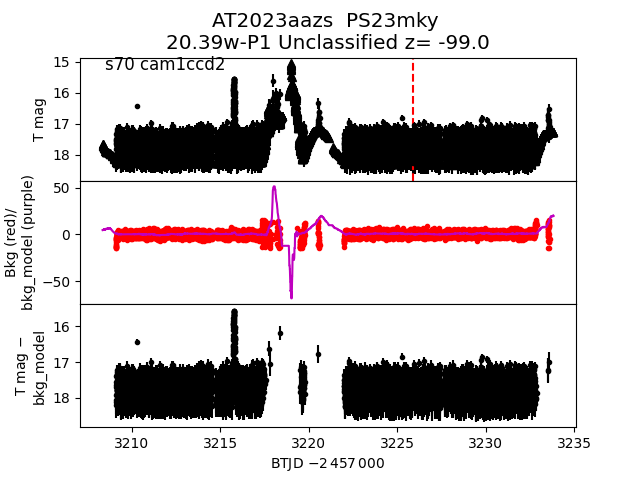 AT2023aazs  PS23mky
20.39w-P1 Unclassified z= -99.0
s70 cam1ccd2
15
16
17
18
T mag
50
0
−50
Bkg (red)/
bkg_model (purple)
16
17
18
T mag −
bkg_model
3210 3215 3220 3225 3230 3235
BTJD −2 457 000